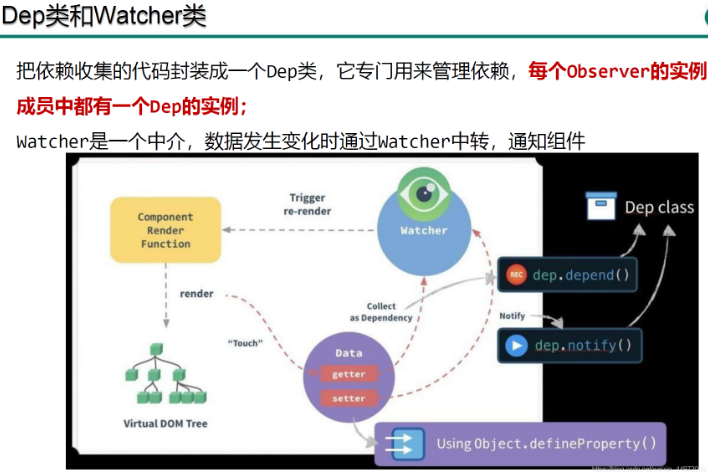 Dep类和Watcher类
把依赖收集的代码封装成一个Dep类，它专门用来管理依赖，每个Observer的实例
成员中都有一个Dep的实例；
Watcher是一个中介，数据发生变化时通过Watcher中转，通知组件
Component
Render
Function
Trigger
re-render
Watcher
Dep class
REC dep.depend()
render
Collect
as Dependency
Notify
dep.notify()
"Touch"
Data
getter
setter
Virtual DOM Tree
Using Object.defineProperty()